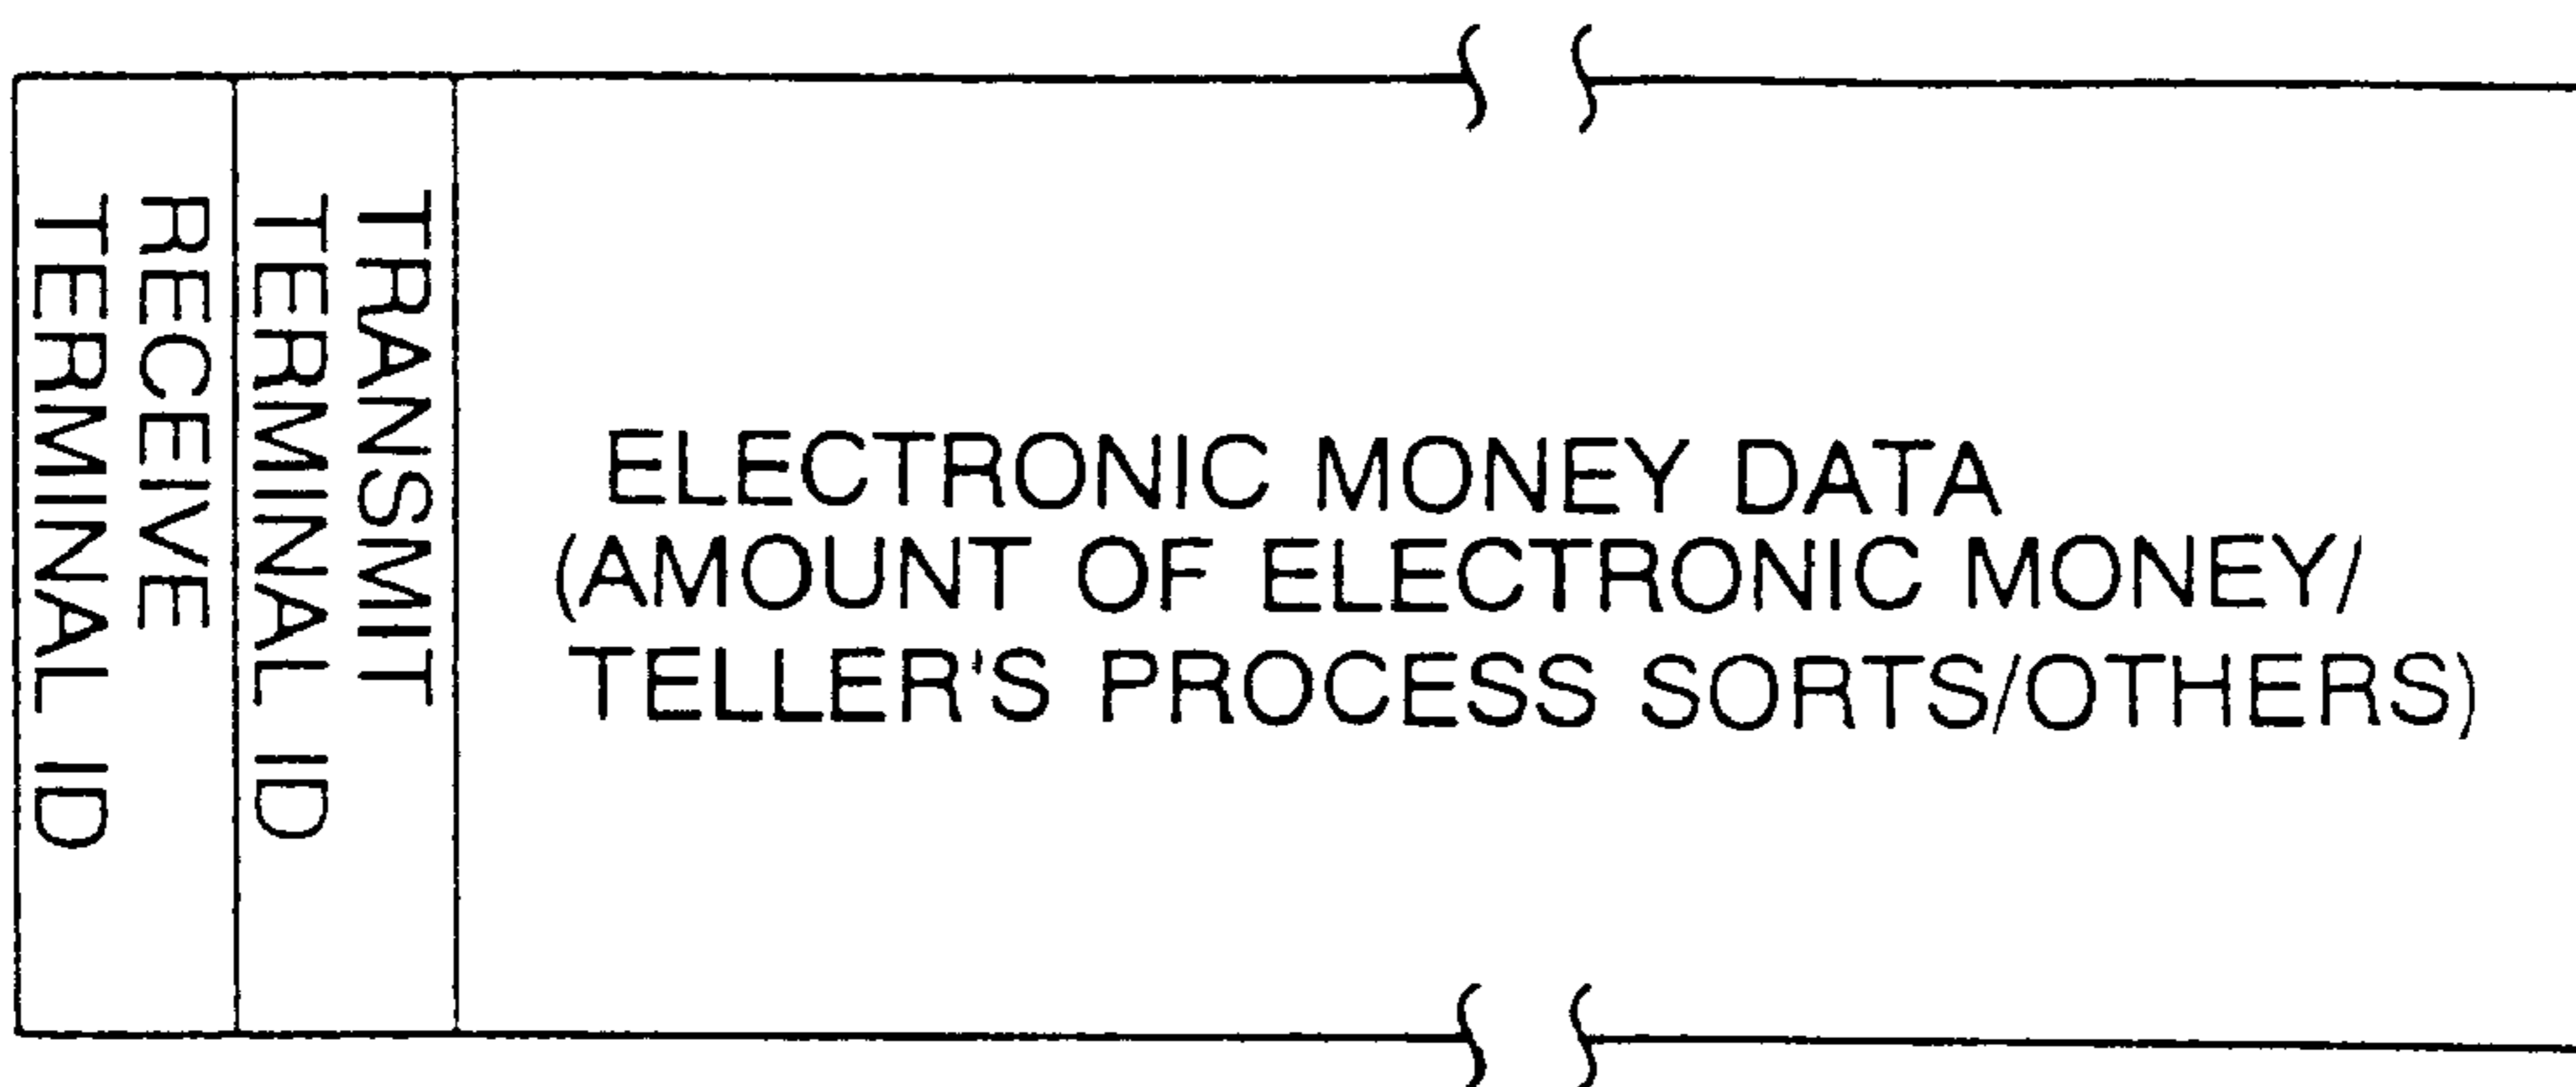 RECEIVE
TERMINAL ID
TRANSMIT
TERMINAL ID
ELECTRONIC MONEY DATA
(AMOUNT OF ELECTRONIC MONEY/
TELLER'S PROCESS SORTS/OTHERS)